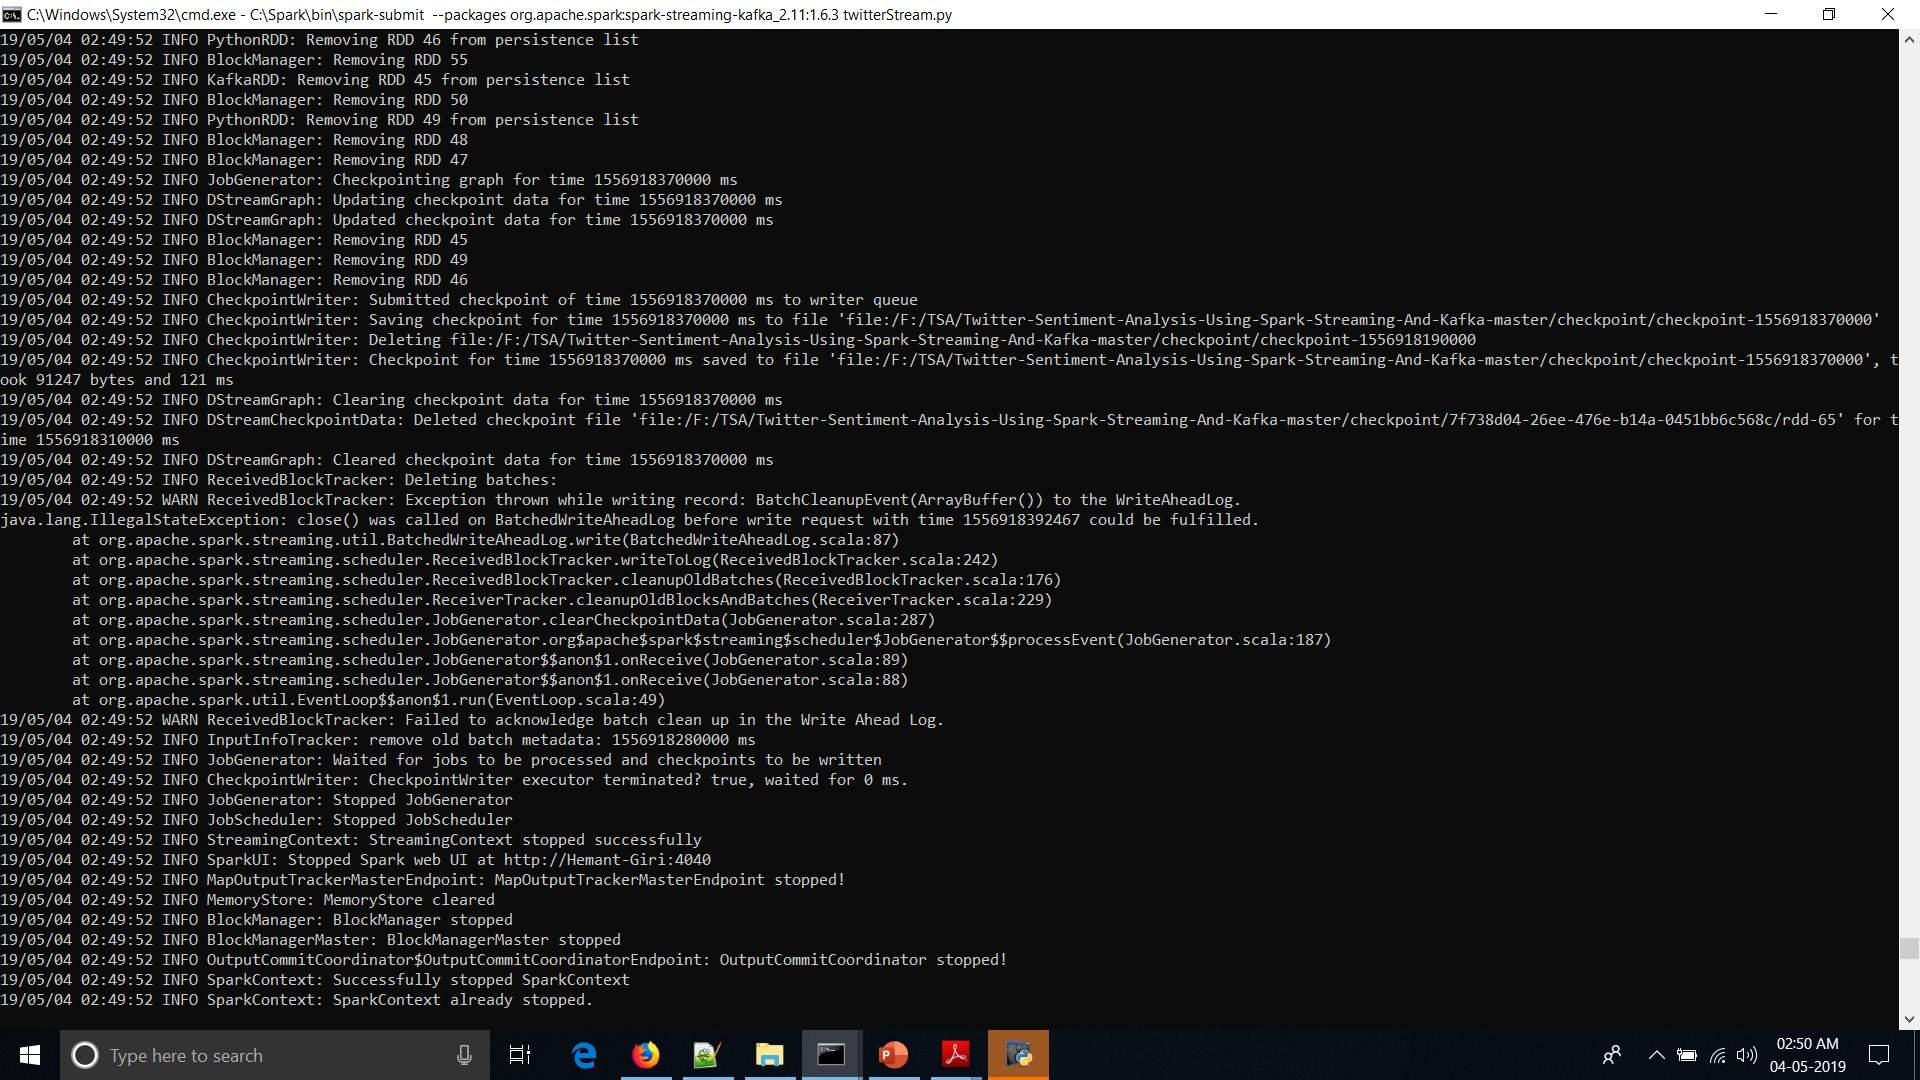 C:\Windows\System32\cmd.exe - C:\Spark\bin\spark-submit --packages org.apache.spark:spark-streaming-kafka_2.11:1.6.3 twitterStream.py
19/05/04 02:49:52 INFO PythonRDD: Removing RDD 46 from persistence list
19/05/04 02:49:52 INFO BlockManager: Removing RDD 55
19/05/04 02:49:52 INFO KafkaRDD: Removing RDD 45 from persistence list
19/05/04 02:49:52 INFO BlockManager: Removing RDD 50
19/05/04 02:49:52 INFO PythonRDD: Removing RDD 49 from persistence list
19/05/04 02:49:52 INFO BlockManager: Removing RDD 48
19/05/04 02:49:52 INFO BlockManager: Removing RDD 47
19/05/04 02:49:52 INFO JobGenerator: Checkpointing graph for time 1556918370000 ms
19/05/04 02:49:52 INFO DStreamGraph: Updating checkpoint data for time 1556918370000 ms
19/05/04 02:49:52 INFO DStreamGraph: Updated checkpoint data for time 1556918370000 ms
19/05/04 02:49:52 INFO BlockManager: Removing RDD 45
19/05/04 02:49:52 INFO BlockManager: Removing RDD 49
19/05/04 02:49:52 INFO BlockManager: Removing RDD 46
19/05/04 02:49:52 INFO CheckpointWriter: Submitted checkpoint of time 1556918370000 ms to writer queue
19/05/04 02:49:52 INFO CheckpointWriter: Saving checkpoint for time 1556918370000 ms to file 'file:/F:/TSA/Twitter-Sentiment-Analysis-Using-Spark-Streaming-And-Kafka-master/checkpoint/checkpoint-1556918370000'
19/05/04 02:49:52 INFO CheckpointWriter: Deleting file:/F:/TSA/Twitter-Sentiment-Analysis-Using-Spark-Streaming-And-Kafka-master/checkpoint/checkpoint-1556918190000
19/05/04 02:49:52 INFO CheckpointWriter: Checkpoint for time 1556918370000 ms saved to file 'file:/F:/TSA/Twitter-Sentiment-Analysis-Using-Spark-Streaming-And-Kafka-master/checkpoint/checkpoint-1556918370000', t
ook 91247 bytes and 121 ms
19/05/04 02:49:52 INFO DStreamGraph: Clearing checkpoint data for time 1556918370000 ms
19/05/04 02:49:52 INFO DStreamCheckpointData: Deleted checkpoint file 'file:/F:/TSA/Twitter-Sentiment-Analysis-Using-Spark-Streaming-And-Kafka-master/checkpoint/7f738d04-26ee-476e-b14a-0451bb6c568c/rdd-65' for t
ime 1556918310000 ms
19/05/04 02:49:52 INFO DStreamGraph: Cleared checkpoint data for time 1556918370000 ms
19/05/04 02:49:52 INFO ReceivedBlockTracker: Deleting batches:
19/05/04 02:49:52 WARN ReceivedBlockTracker: Exception thrown while writing record: BatchCleanupEvent(ArrayBuffer()) to the WriteAheadLog.
java.lang.IllegalStateException: close() was called on BatchedWriteAheadLog before write request with time 1556918392467 could be fulfilled.
at org.apache.spark.streaming.util.BatchedWriteAheadLog.write(BatchedWriteAheadLog.scala:87)
at org.apache.spark.streaming.scheduler.ReceivedBlockTracker.writeToLog(ReceivedBlockTracker.scala:242)
at org.apache.spark.streaming.scheduler.ReceivedBlockTracker.cleanupOldBatches(ReceivedBlockTracker.scala:176)
at org.apache.spark.streaming.scheduler.ReceiverTracker.cleanupOldBlocksAndBatches(ReceiverTracker.scala:229)
at org.apache.spark.streaming.scheduler.JobGenerator.clearCheckpointData(JobGenerator.scala:287)
at org.apache.spark.streaming.scheduler.JobGenerator.org$apache$spark$streaming$scheduler$JobGenerator$$processEvent(JobGenerator.scala:187)
at org.apache.spark.streaming.scheduler.JobGenerator$$anon$1.onReceive(JobGenerator.scala:89)
at org.apache.spark.streaming.scheduler.JobGenerator$$anon$1.onReceive(JobGenerator.scala:88)
at org.apache.spark.util.EventLoop$$anon$1.run(EventLoop.scala:49)
19/05/04 02:49:52 WARN ReceivedBlockTracker: Failed to acknowledge batch clean up in the Write Ahead Log.
19/05/04 02:49:52 INFO InputInfoTracker: remove old batch metadata: 1556918280000 ms
19/05/04 02:49:52 INFO JobGenerator: Waited for jobs to be processed and checkpoints to be written
19/05/04 02:49:52 INFO CheckpointWriter: CheckpointWriter executor terminated? true, waited for 0 ms.
19/05/04 02:49:52 INFO JobGenerator: Stopped JobGenerator
19/05/04 02:49:52 INFO JobScheduler: Stopped JobScheduler
19/05/04 02:49:52 INFO StreamingContext: StreamingContext stopped successfully
19/05/04 02:49:52 INFO SparkUI: Stopped Spark web UI at http://Hemant-Giri:4040
19/05/04 02:49:52 INFO MapOutputTrackerMasterEndpoint: MapOutputTrackerMasterEndpoint stopped!
19/05/04 02:49:52 INFO MemoryStore: MemoryStore cleared
19/05/04 02:49:52 INFO BlockManager: BlockManager stopped
19/05/04 02:49:52 INFO BlockManagerMaster: BlockManagerMaster stopped
19/05/04 02:49:52 INFO OutputCommitCoordinator$OutputCommitCoordinatorEndpoint: OutputCommitCoordinator stopped!
19/05/04 02:49:52 INFO SparkContext: Successfully stopped SparkContext
19/05/04 02:49:52 INFO SparkContext: SparkContext already stopped.
Type here to search
02:50 AM
04-05-2019